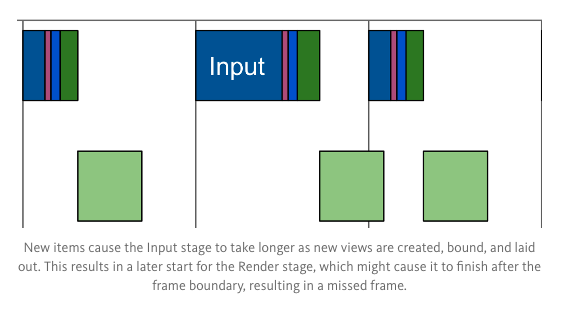 Input
New items cause the Input stage to take longer as new views are created, bound, and laid
out. This results in a later start for the Render stage, which might cause it to finish after the
frame boundary, resulting in a missed frame.